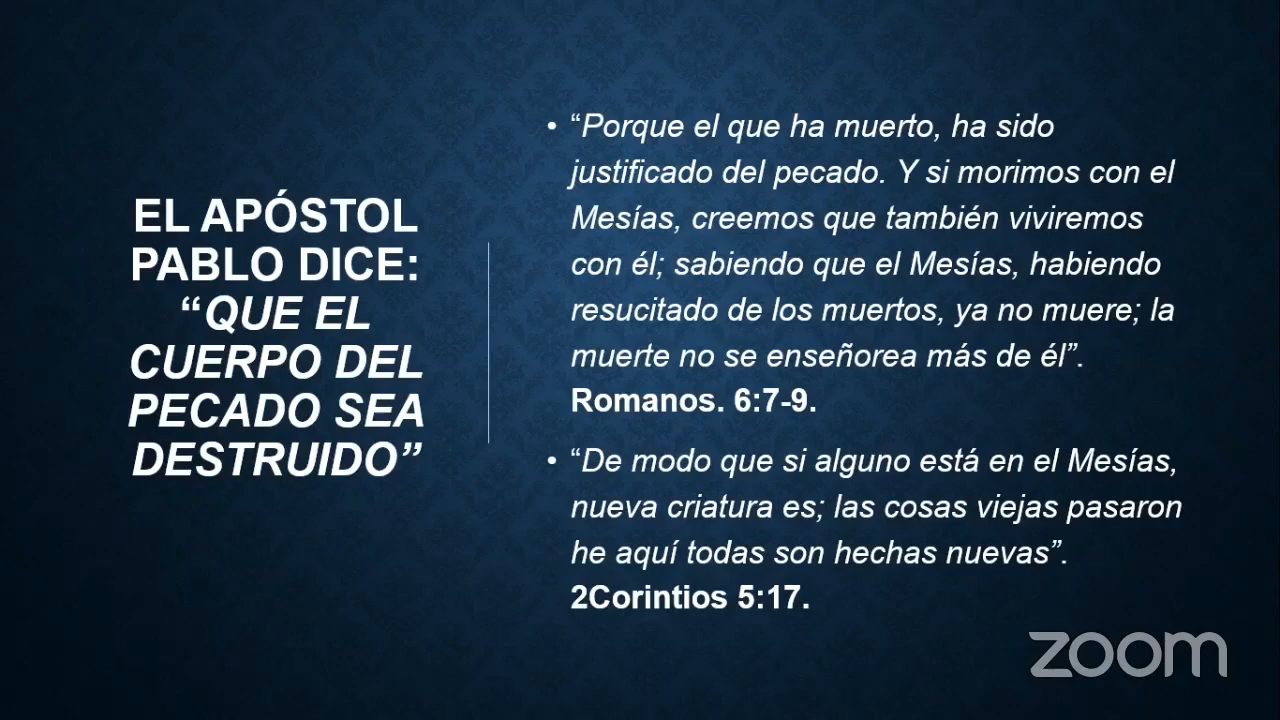 EL APÓSTOL
PABLO DICE:
“QUE EL
CUERPO DEL
PECADO SEA
DESTRUIDO”
• “Porque el que ha muerto, ha sido
justificado del pecado. Y si morimos con el
Mesías, creemos que también viviremos
con él; sabiendo que el Mesías, habiendo
resucitado de los muertos, ya no muere; la
muerte no se enseñorea más de él”.
Romanos. 6:7-9.
• “De modo que si alguno está en el Mesías,
nueva criatura es; las cosas viejas pasaron
he aquí todas son hechas nuevas”.
2Corintios 5:17.
zoom